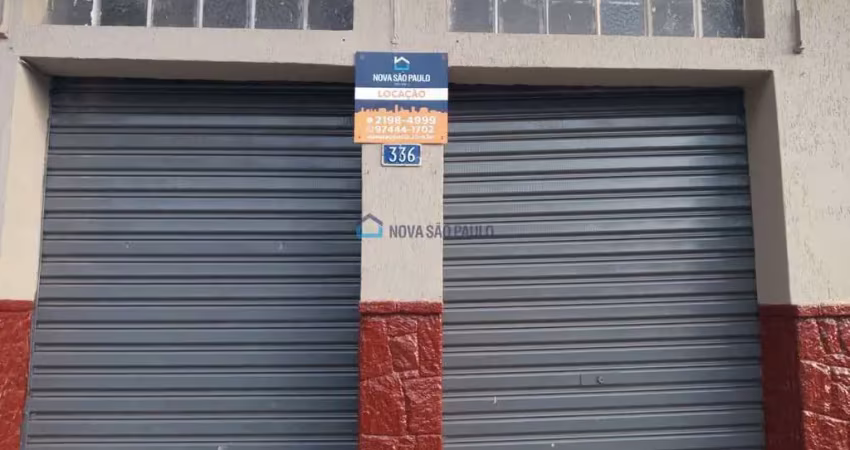 NOVA SÃO PAULO
LOCAÇÃO
2198-4999
97444-1702
336
NOVA SÃO PAULO